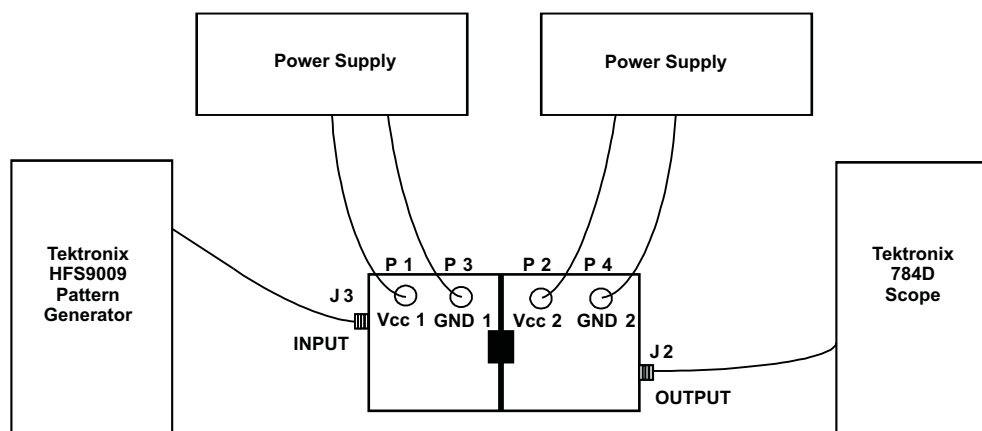 Power Supply
Power Supply
Tektronix
HFS9009
Pattern
Generator
Tektronix
784D
Scope
P 1
P 3
P 2
P 4
J 3
Vcc 1
GND 1
Vcc 2
GND 2
INPUT
J 2
OUTPUT